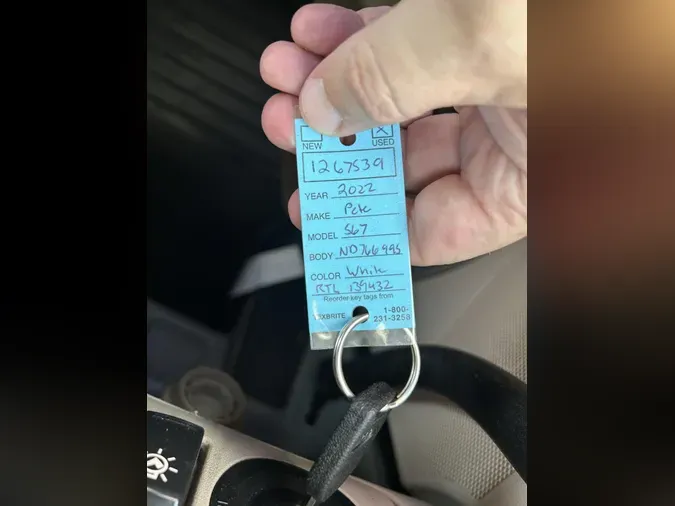 NEW USED
1267539
YEAR 2022
MAKE Pete
MODEL 567
BODY ND766995
COLOR White
RTL 139432
Reorder key tags from
1-800-
231-3258